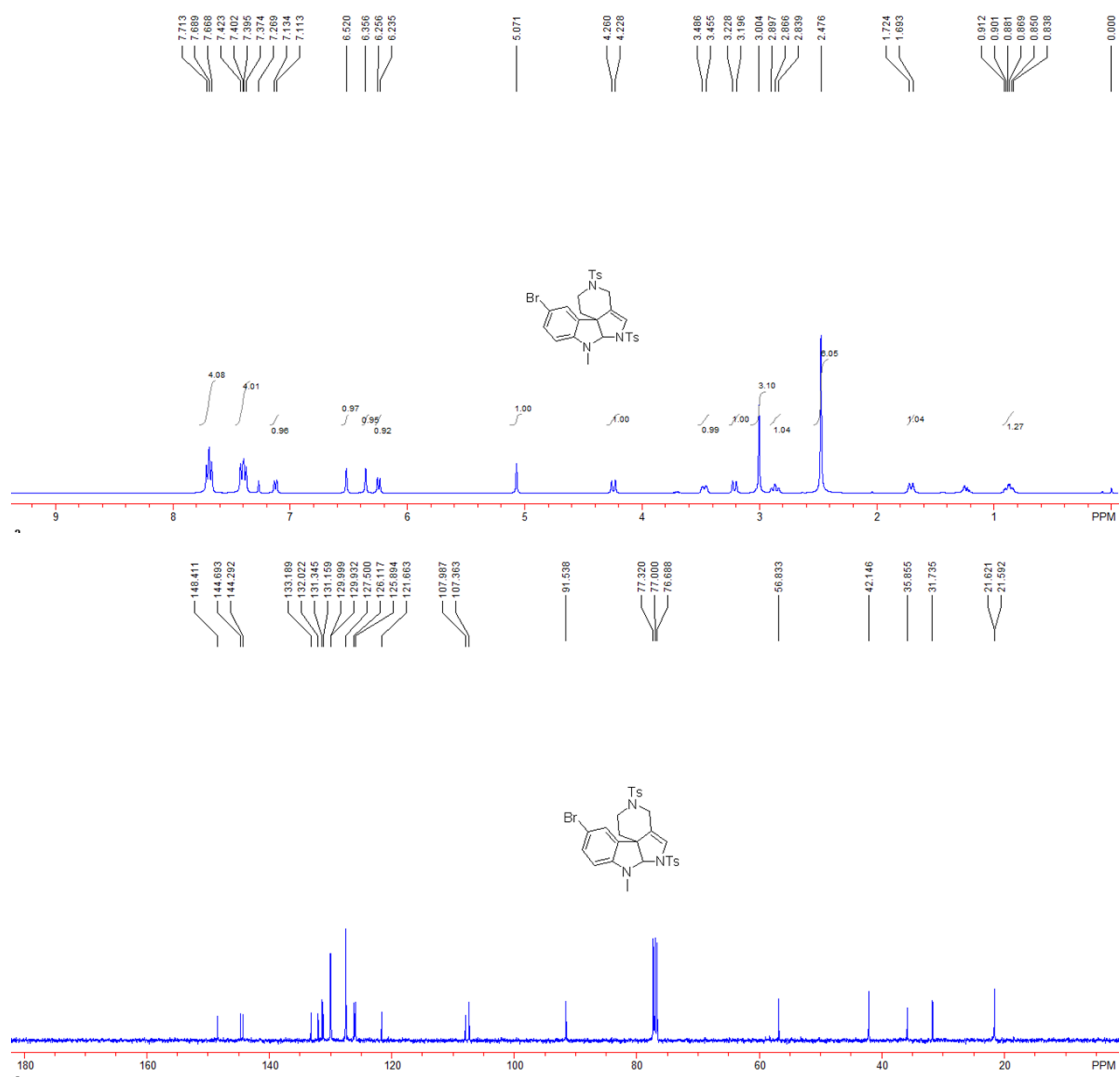 7.713 7.689 7.668 7.423 7.402 7.395 7.374 7.269 7.134 7.113 6.520 6.356 6.256 6.235 5.071 4.260 4.228 3.486 3.455 3.228 3.196 3.004 2.897 2.866 2.839 2.476 1.724 1.693 0.912 0.901 0.881 0.869 0.850 0.838 0.000
Ts
N
Br
N
NTs
4.08 4.01 0.96 0.97 0.95 0.92 1.00 1.00 0.99 1.00 3.10 1.04 6.05 1.04 1.27
9 8 7 6 5 4 3 2 1 PPM
148.411 144.693 144.292 133.189 132.022 131.345 131.159 129.999 129.932 127.500 126.117 125.894 121.663 107.987 107.363 91.538 77.320 77.000 76.688 56.833 42.146 35.855 31.735 21.621 21.592
Ts
N
Br
N
NTs
180 160 140 120 100 80 60 40 20 PPM